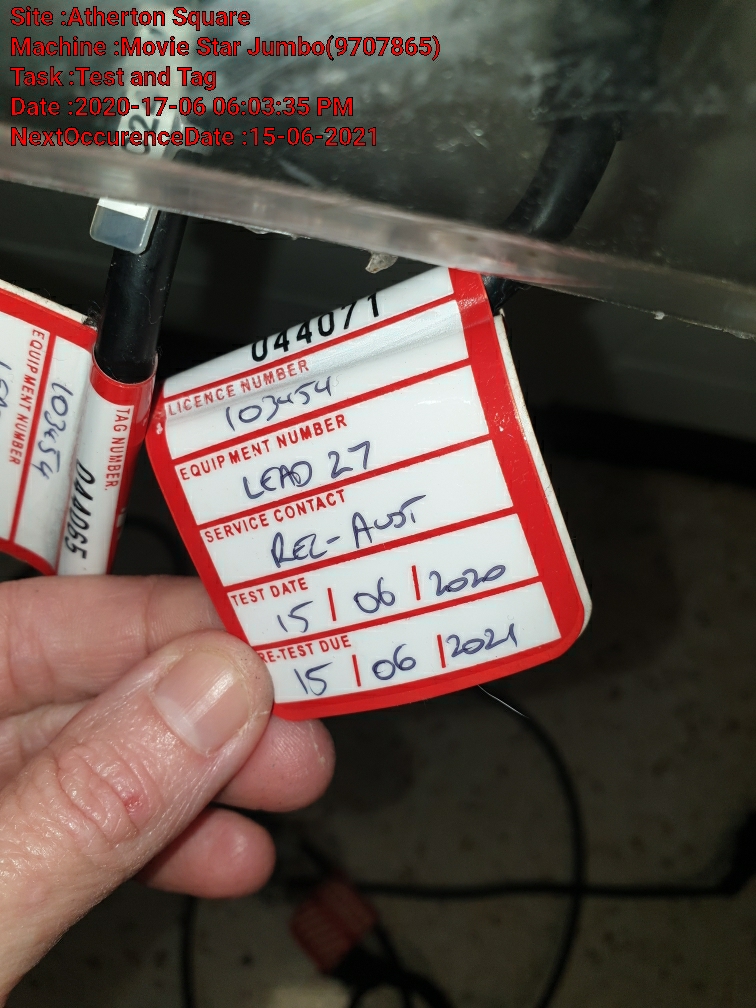 Site :Atherton Square
Machine :Movie Star Jumbo(9707865)
Task :Test and Tag
Date :2020-17-06 06:03:35 PM
NextOccurenceDate :15-06-2021
044071
LICENCE NUMBER
103454
EQUIPMENT NUMBER
LEAD 27
SERVICE CONTACT
REL-AUST
TEST DATE
15 | 06 | 2020
RE-TEST DUE
15 | 06 | 2021
TAG NUMBER
044065
103454
EQUIPMENT NUMBER